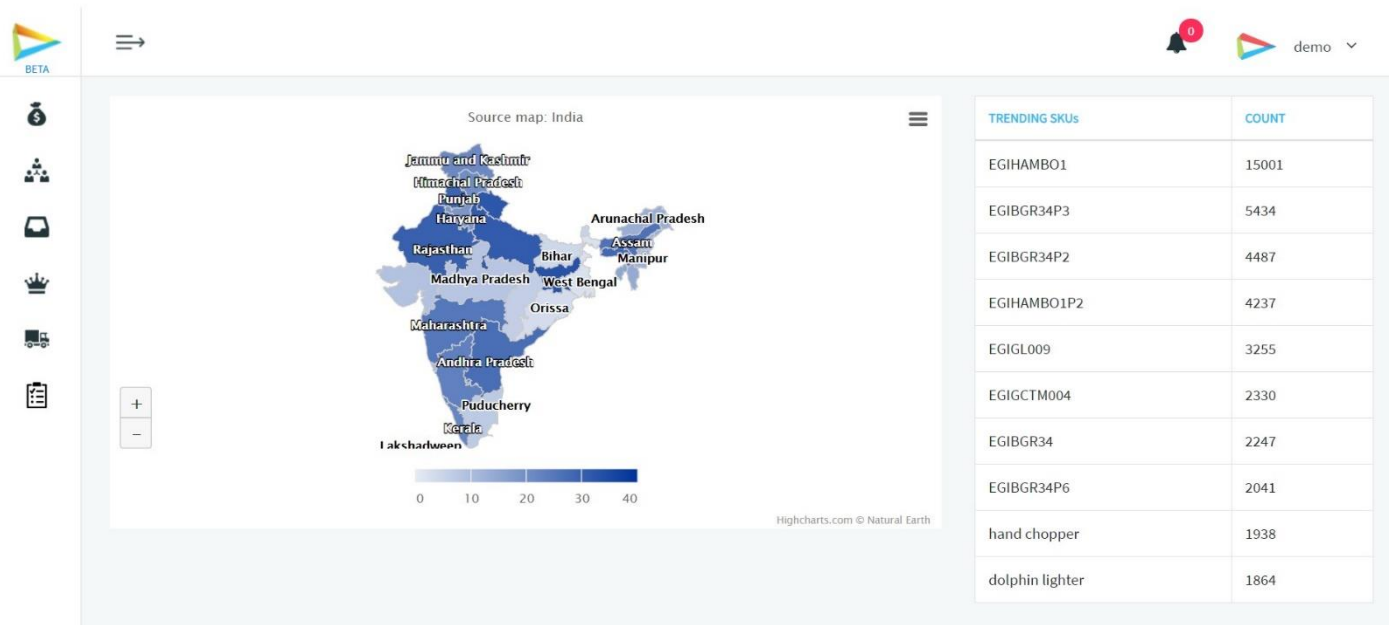 BETA
0
demo
Source map: India
Jammu and Kashmir
Himachal Pradesh
Punjab
Haryana
Arunachal Pradesh
Rajasthan
Assam
Bihar
Manipur
Madhya Pradesh
West Bengal
Orissa
Maharashtra
Andhra Pradesh
Puducherry
Kerala
Lakshadweep
+
−
0 10 20 30 40
Highcharts.com © Natural Earth
TRENDING SKUs COUNT
EGIHAMBO1 15001
EGIBGR34P3 5434
EGIBGR34P2 4487
EGIHAMBO1P2 4237
EGIGL009 3255
EGIGCTM004 2330
EGIBGR34 2247
EGIBGR34P6 2041
hand chopper 1938
dolphin lighter 1864